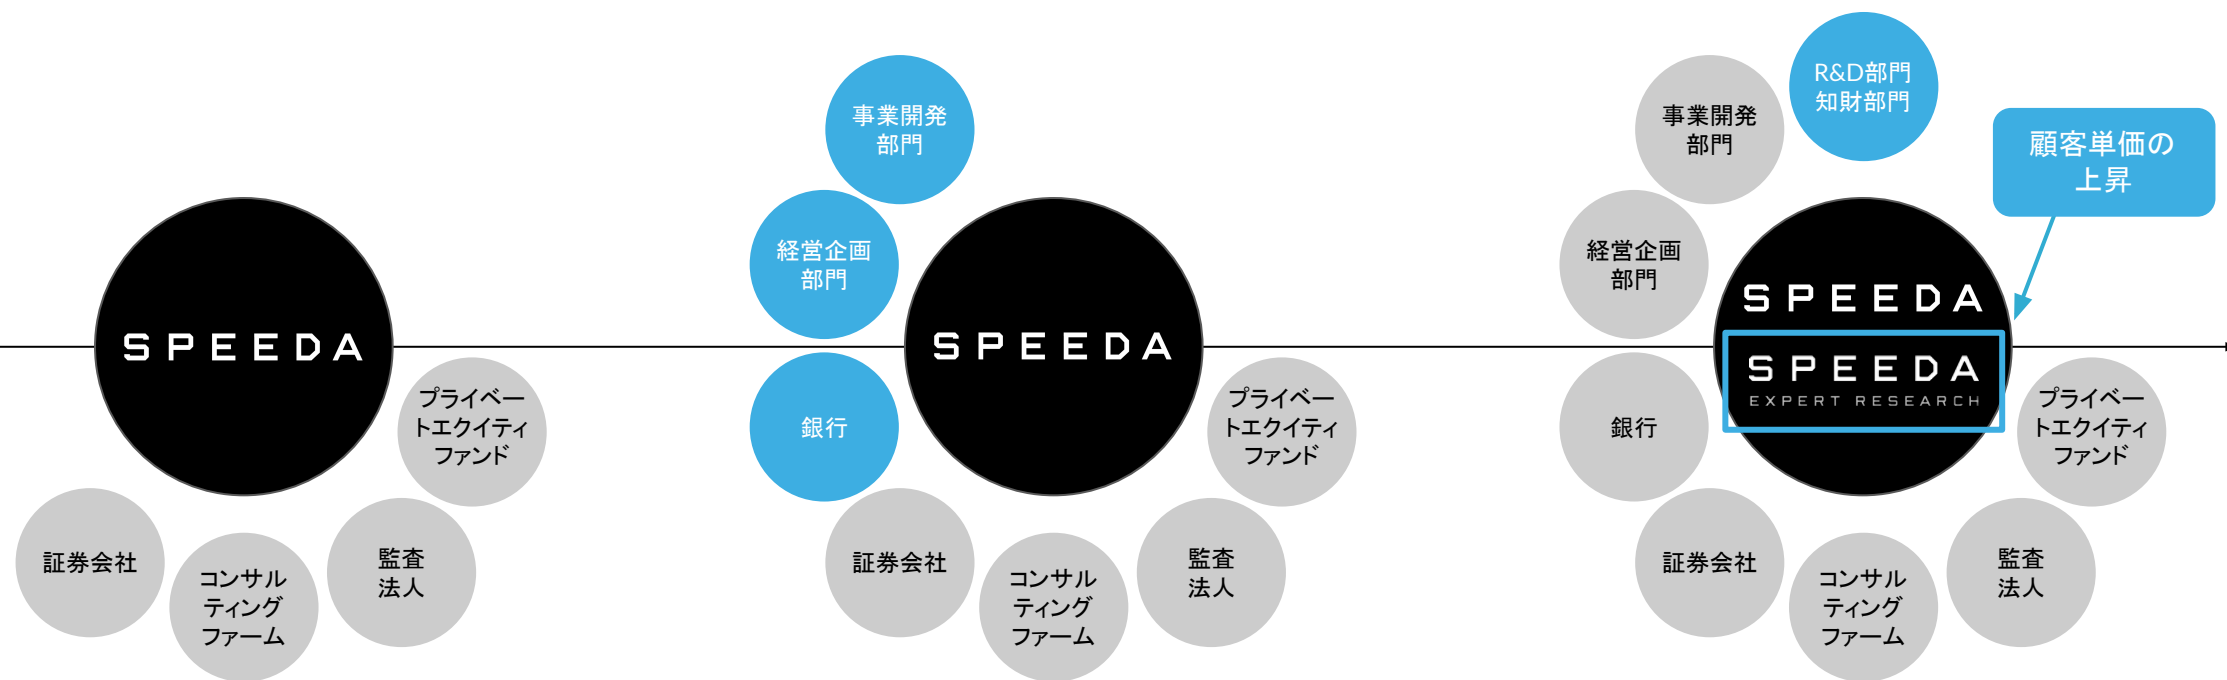 SPEEDA
プライベー
トエクイティ
ファンド
証券会社
コンサル
ティング
ファーム
監査
法人
事業開発
部門
経営企画
部門
銀行
SPEEDA
プライベー
トエクイティ
ファンド
証券会社
コンサル
ティング
ファーム
監査
法人
R&D部門
知財部門
事業開発
部門
顧客単価の
上昇
経営企画
部門
SPEEDA
SPEEDA
EXPERT RESEARCH
銀行
プライベー
トエクイティ
ファンド
証券会社
コンサル
ティング
ファーム
監査
法人